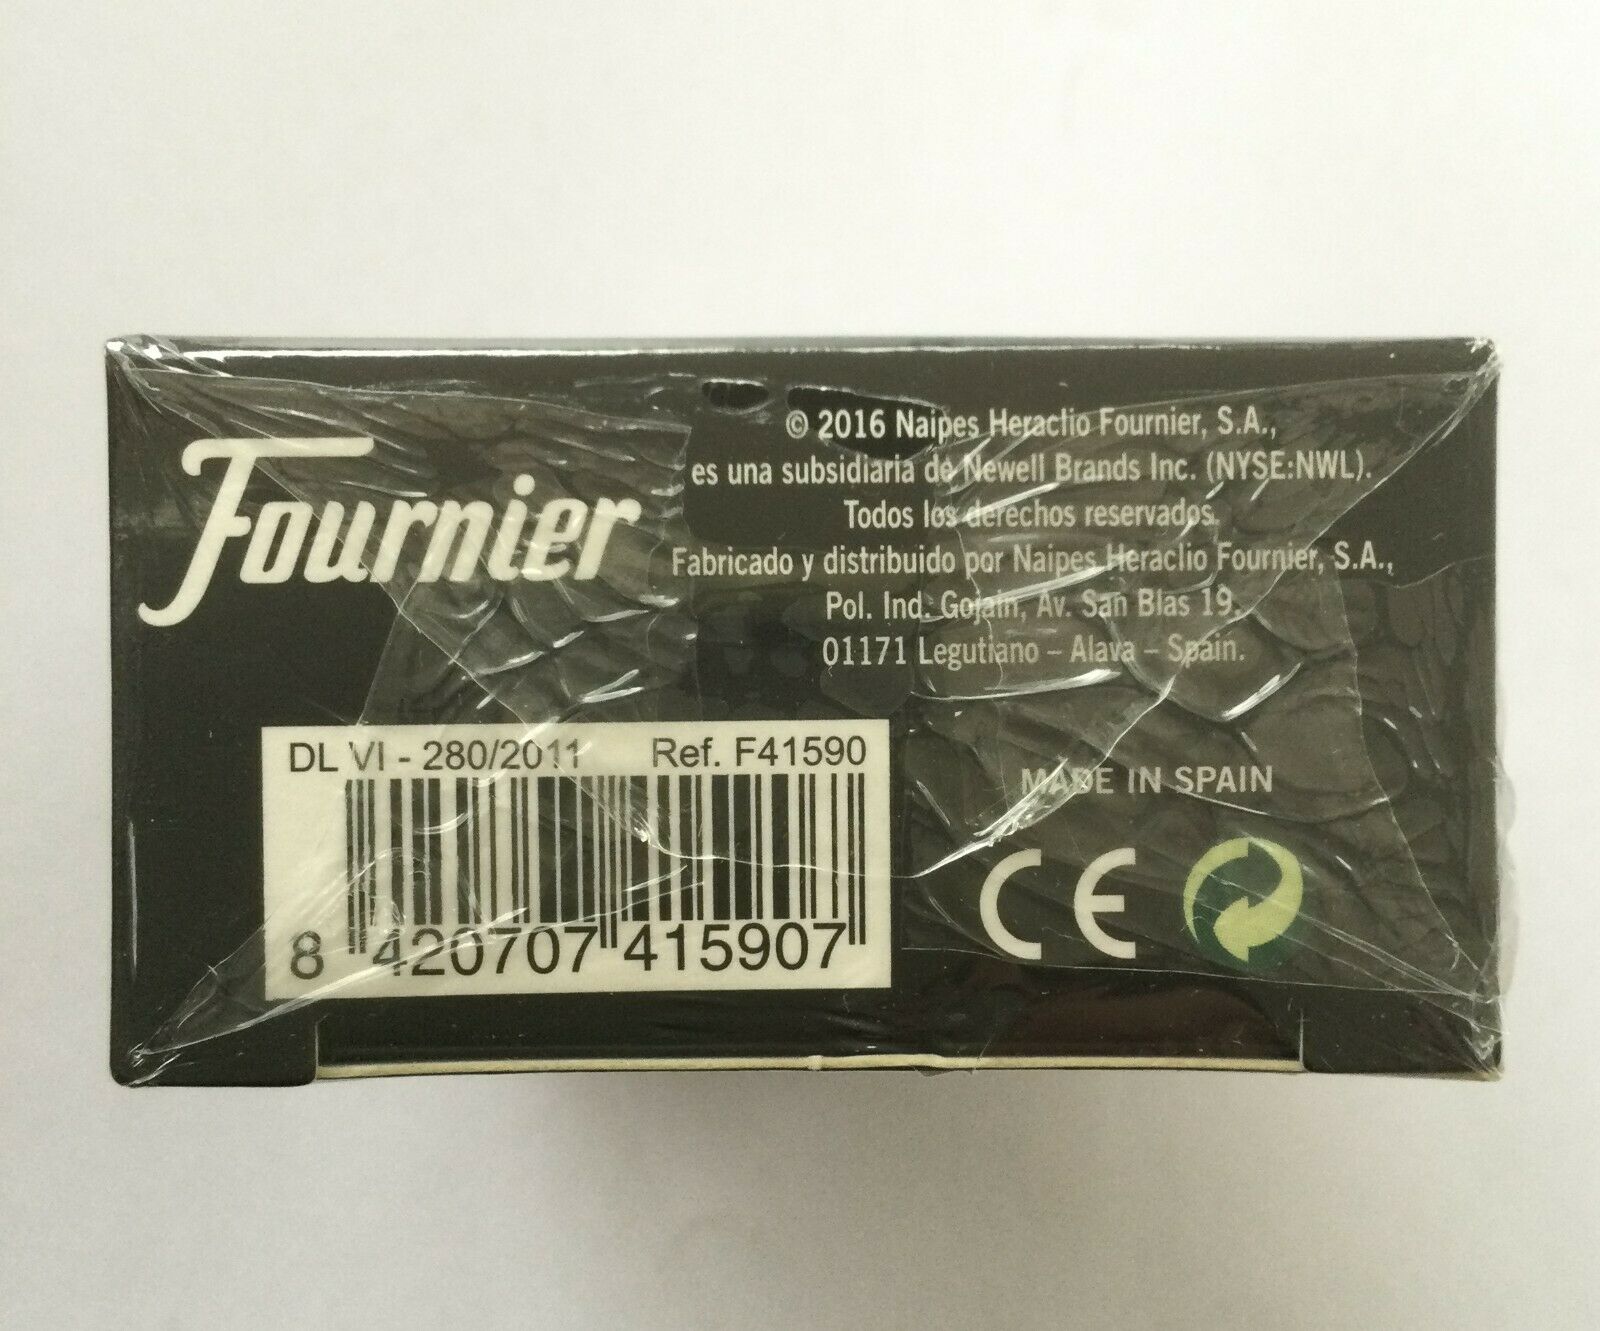 Fournier
© 2016 Naipes Heraclio Fournier, S.A.,
es una subsidiaria de Newell Brands Inc. (NYSE:NWL).
Todos los derechos reservados.
Fabricado y distribuido por Naipes Heraclio Fournier, S.A.,
Pol. Ind. Gojain, Av. San Blas 19.
01171 Legutiano – Alava – Spain.
DL VI - 280/2011 Ref. F41590
8 420707 415907
MADE IN SPAIN
CE